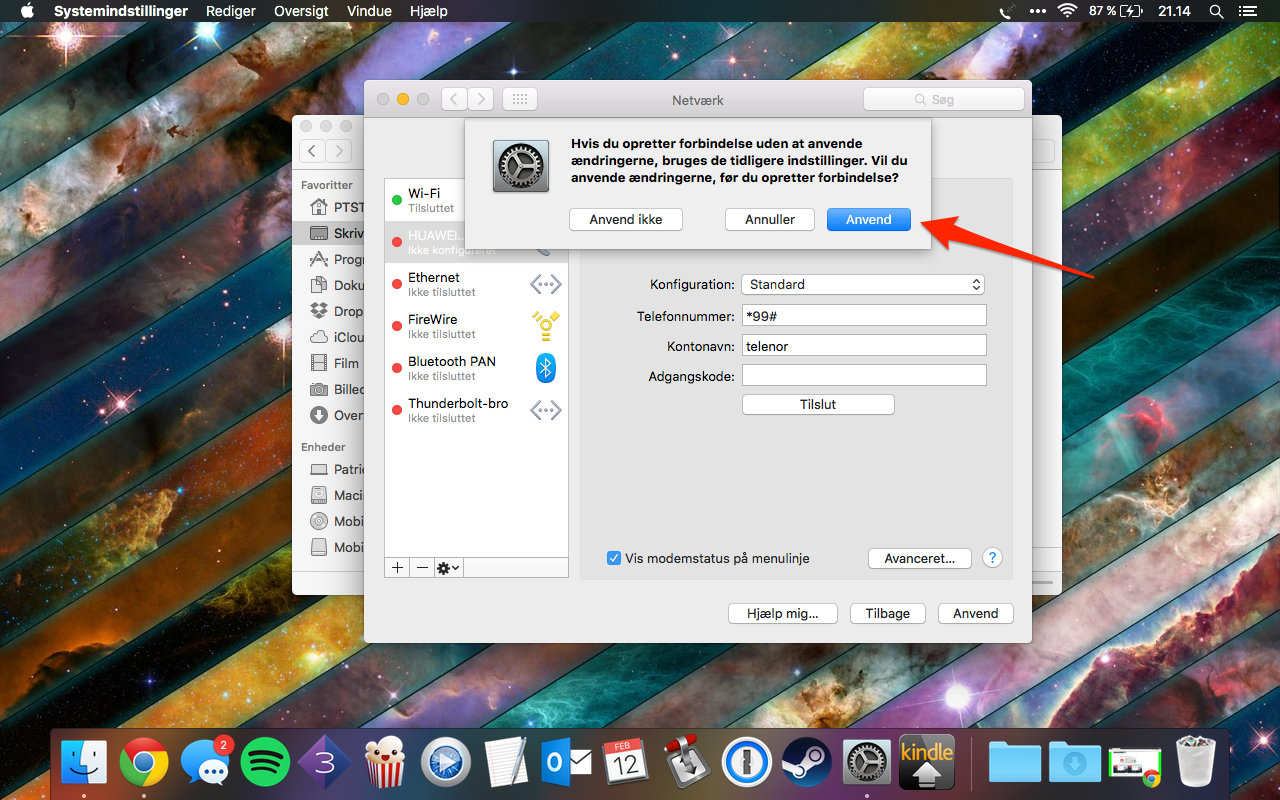 Systemindstillinger Rediger Oversigt Vindue Hjælp 87 % 21.14
Netværk
Søg
Hvis du opretter forbindelse uden at anvende
ændringerne, bruges de tidligere indstillinger. Vil du
anvende ændringerne, før du opretter forbindelse?
Anvend ikke Annuller Anvend
Favoritter
PTST
Skriv
Progr
Doku
Drop
iClou
Film
Billed
Over
Enheder
Patric
Maci
Mobi
Mobi
Wi-Fi
Tilsluttet
HUAWEI...
Ikke konfigureret
Ethernet
Ikke tilsluttet
FireWire
Ikke tilsluttet
Bluetooth PAN
Ikke tilsluttet
Thunderbolt-bro
Ikke tilsluttet
Konfiguration: Standard
Telefonnummer: *99#
Kontonavn: telenor
Adgangskode:
Tilslut
Vis modemstatus på menulinje
Avanceret...
?
Hjælp mig... Tilbage Anvend
2
3
FEB
12
kindle